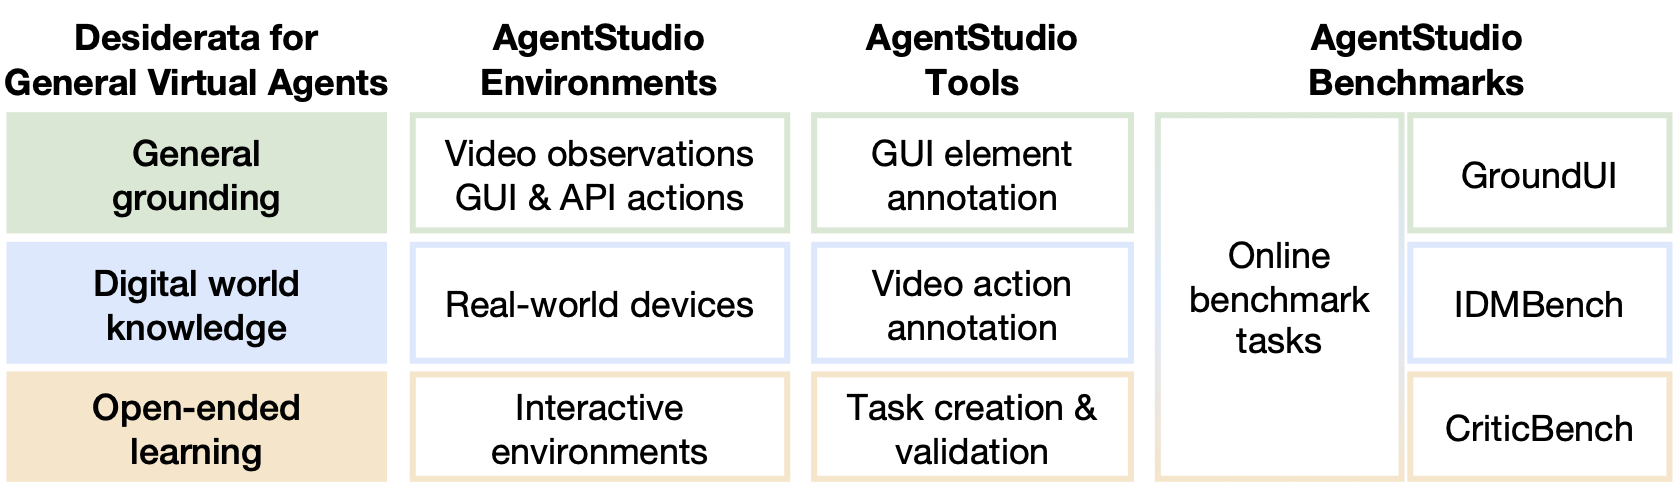 Desiderata for
General Virtual Agents
AgentStudio
Environments
AgentStudio
Tools
AgentStudio
Benchmarks
General
grounding
Video observations
GUI & API actions
GUI element
annotation
Online
benchmark
tasks
GroundUI
Digital world
knowledge
Real-world devices
Video action
annotation
IDMBench
Open-ended
learning
Interactive
environments
Task creation &
validation
CriticBench